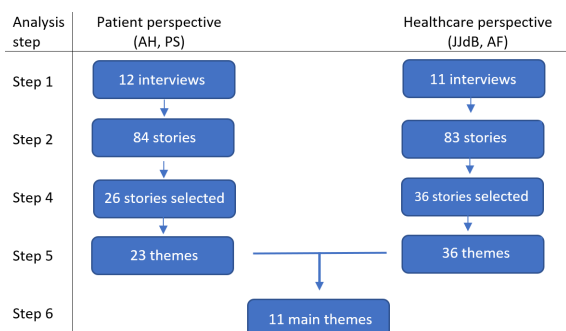 Analysis step
Patient perspective (AH, PS)
Healthcare perspective (JJdB, AF)
Step 1
12 interviews
11 interviews
Step 2
84 stories
83 stories
Step 4
26 stories selected
36 stories selected
Step 5
23 themes
36 themes
Step 6
11 main themes